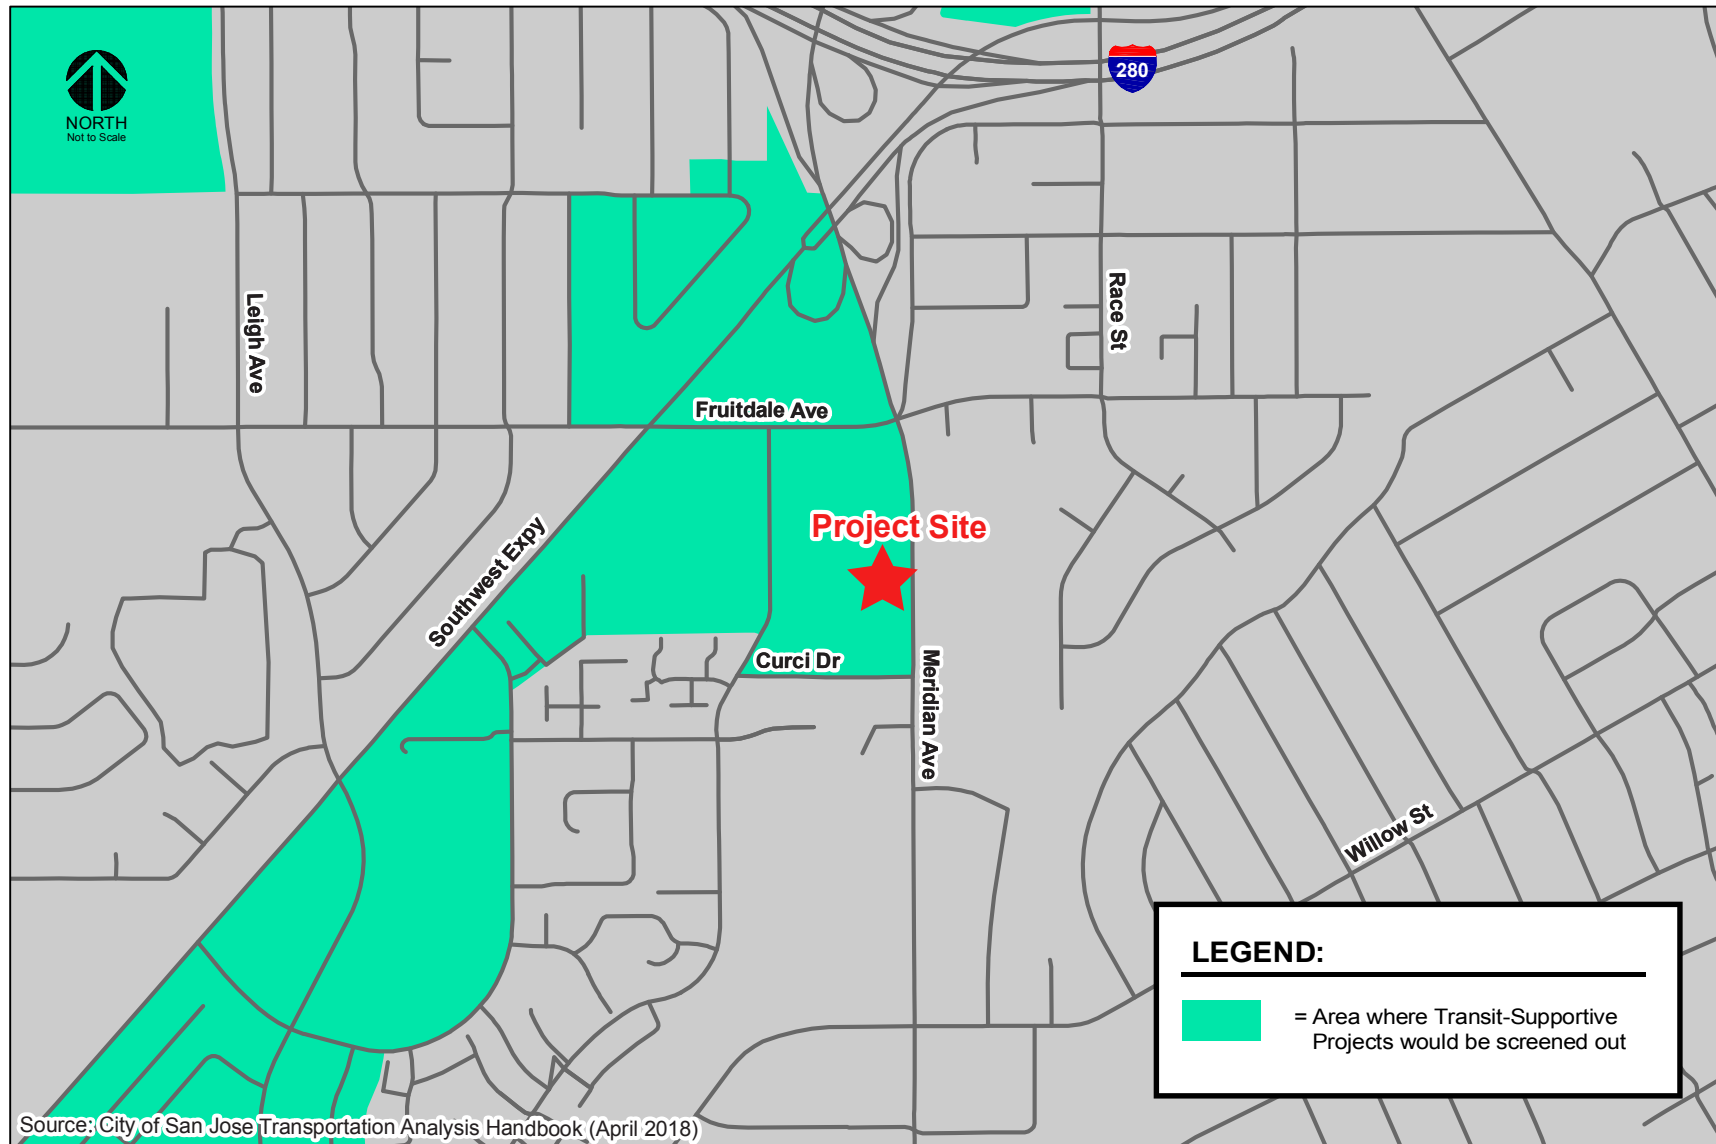 280
NORTH
Not to Scale
Leigh Ave
Race St
Fruitdale Ave
Project Site
Southwest Expy
Curci Dr
Meridian Ave
Willow St
LEGEND:
= Area where Transit-Supportive
Projects would be screened out
Source: City of San Jose Transportation Analysis Handbook (April 2018)